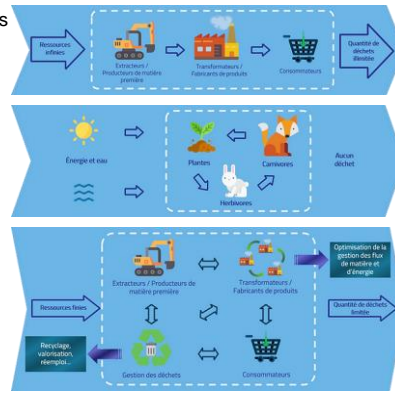 s
Ressources
infinies
Extracteurs /
Producteurs de matière
première
Transformateurs /
Fabricants de produits
Consommateurs
Quantité de
déchets
illimitée
Énergie et eau
Plantes
Carnivores
Herbivores
Aucun
déchet
Optimisation de la
gestion des flux
de matière et
d'énergie
Extracteurs / Producteurs de
matière première
Transformateurs /
Fabricants de produits
Ressources finies
Quantité de déchets
limitée
Recyclage,
valorisation,
réemploi...
Gestion des déchets
Consommateurs